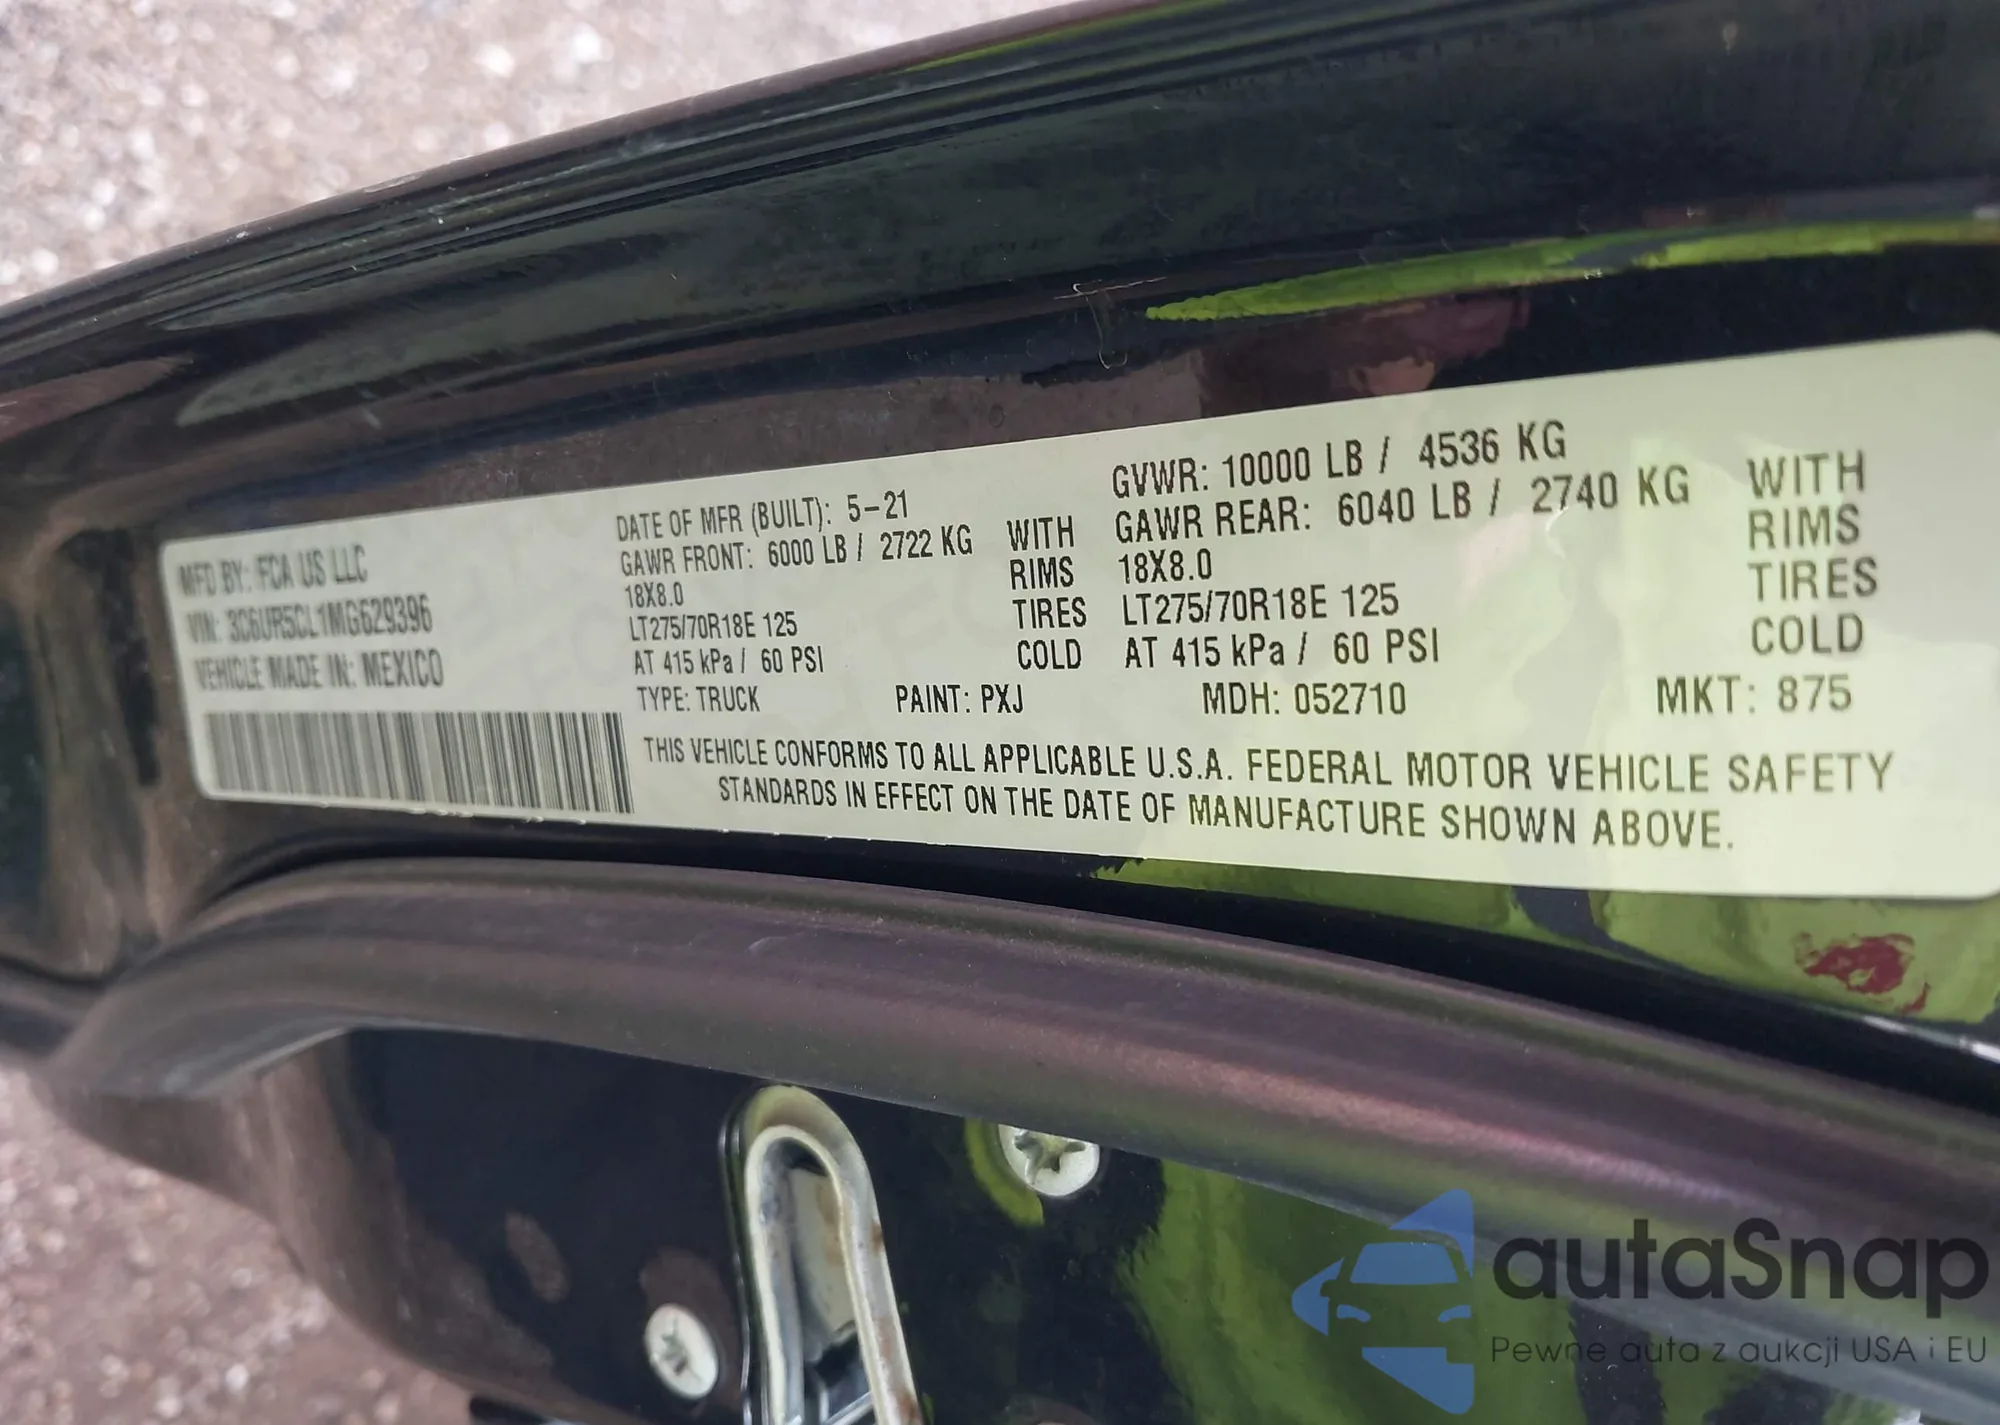 MFD BY: FCA US LLC
VIN: 3C6UR5CL1MG629396
VEHICLE MADE IN: MEXICO
DATE OF MFR (BUILT): 5-21
GAWR FRONT: 6000 LB / 2722 KG
18X8.0
LT275/70R18E 125
AT 415 kPa / 60 PSI
WITH
RIMS
TIRES
COLD
GVWR: 10000 LB / 4536 KG
GAWR REAR: 6040 LB / 2740 KG
18X8.0
LT275/70R18E 125
AT 415 kPa / 60 PSI
WITH
RIMS
TIRES
COLD
TYPE: TRUCK PAINT: PXJ MDH: 052710 MKT: 875
THIS VEHICLE CONFORMS TO ALL APPLICABLE U.S.A. FEDERAL MOTOR VEHICLE SAFETY
STANDARDS IN EFFECT ON THE DATE OF MANUFACTURE SHOWN ABOVE.
autaSnap
Pewne auta z aukcji USA i EU